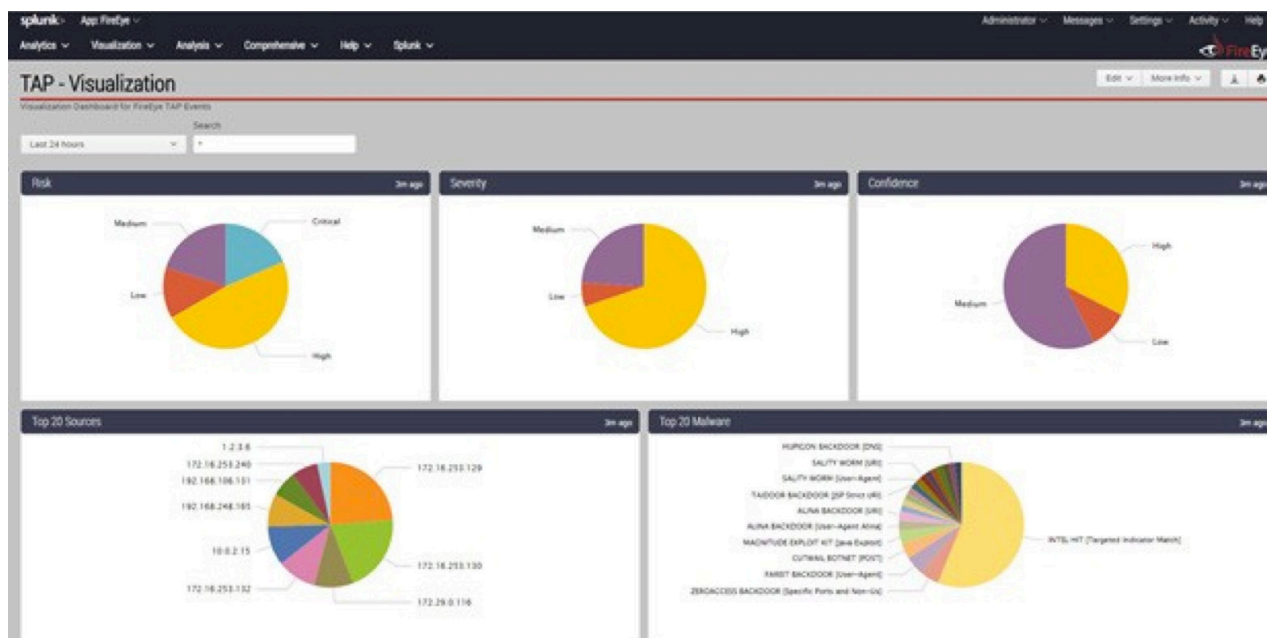 splunk> App: FireEye Administrator Messages Settings Activity Help
Analytics Visualization Analysis Comprehensive Help Splunk
FireEy
TAP - Visualization
Edit More Info
Visualization Dashboard for FireEye TAP Events
Search
Last 24 hours *
Risk 3m ago
Medium
Critical
Low
High
Severity 3m ago
Medium
Low
High
Confidence 3m ago
High
Medium
Low
Top 20 Sources 3m ago
1.2.3.6
172.16.253.240
192.168.106.131
192.168.248.165
10.0.2.15
172.16.253.132
172.16.253.129
172.16.253.130
172.29.0.116
Top 20 Malware 3m ago
HUPIGON BACKDOOR [DNS]
SALITY WORM [URI]
SALITY WORM [User-Agent]
TAIDOOR BACKDOOR [JSP Strict URI]
ALINA BACKDOOR [URI]
ALINA BACKDOOR [User-Agent Alina]
MAGNITUDE EXPLOIT KIT [Java Exploit]
CUTWAIL BOTNET [POST]
FAREIT BACKDOOR [User-Agent]
ZEROACCESS BACKDOOR [Specific Ports and Non-Us]
INTEL HIT [Targeted Indicator Match]